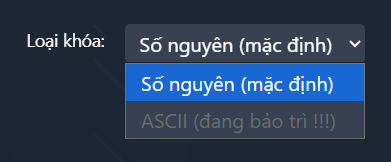 Loại khóa: Số nguyên (mặc định)
Số nguyên (mặc định)
ASCII (đang bảo trì !!!)